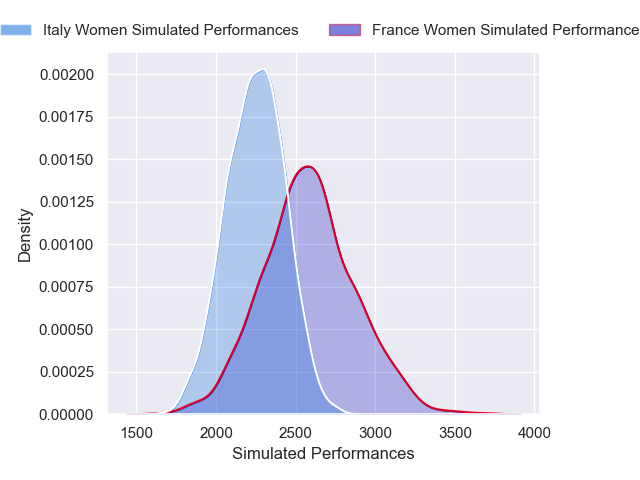 Italy Women Simulated Performances
France Women Simulated Performance
0.00200
0.00175
0.00150
0.00125
0.00100
0.00075
0.00050
0.00025
0.00000
Density
1500 2000 2500 3000 3500 4000
Simulated Performances